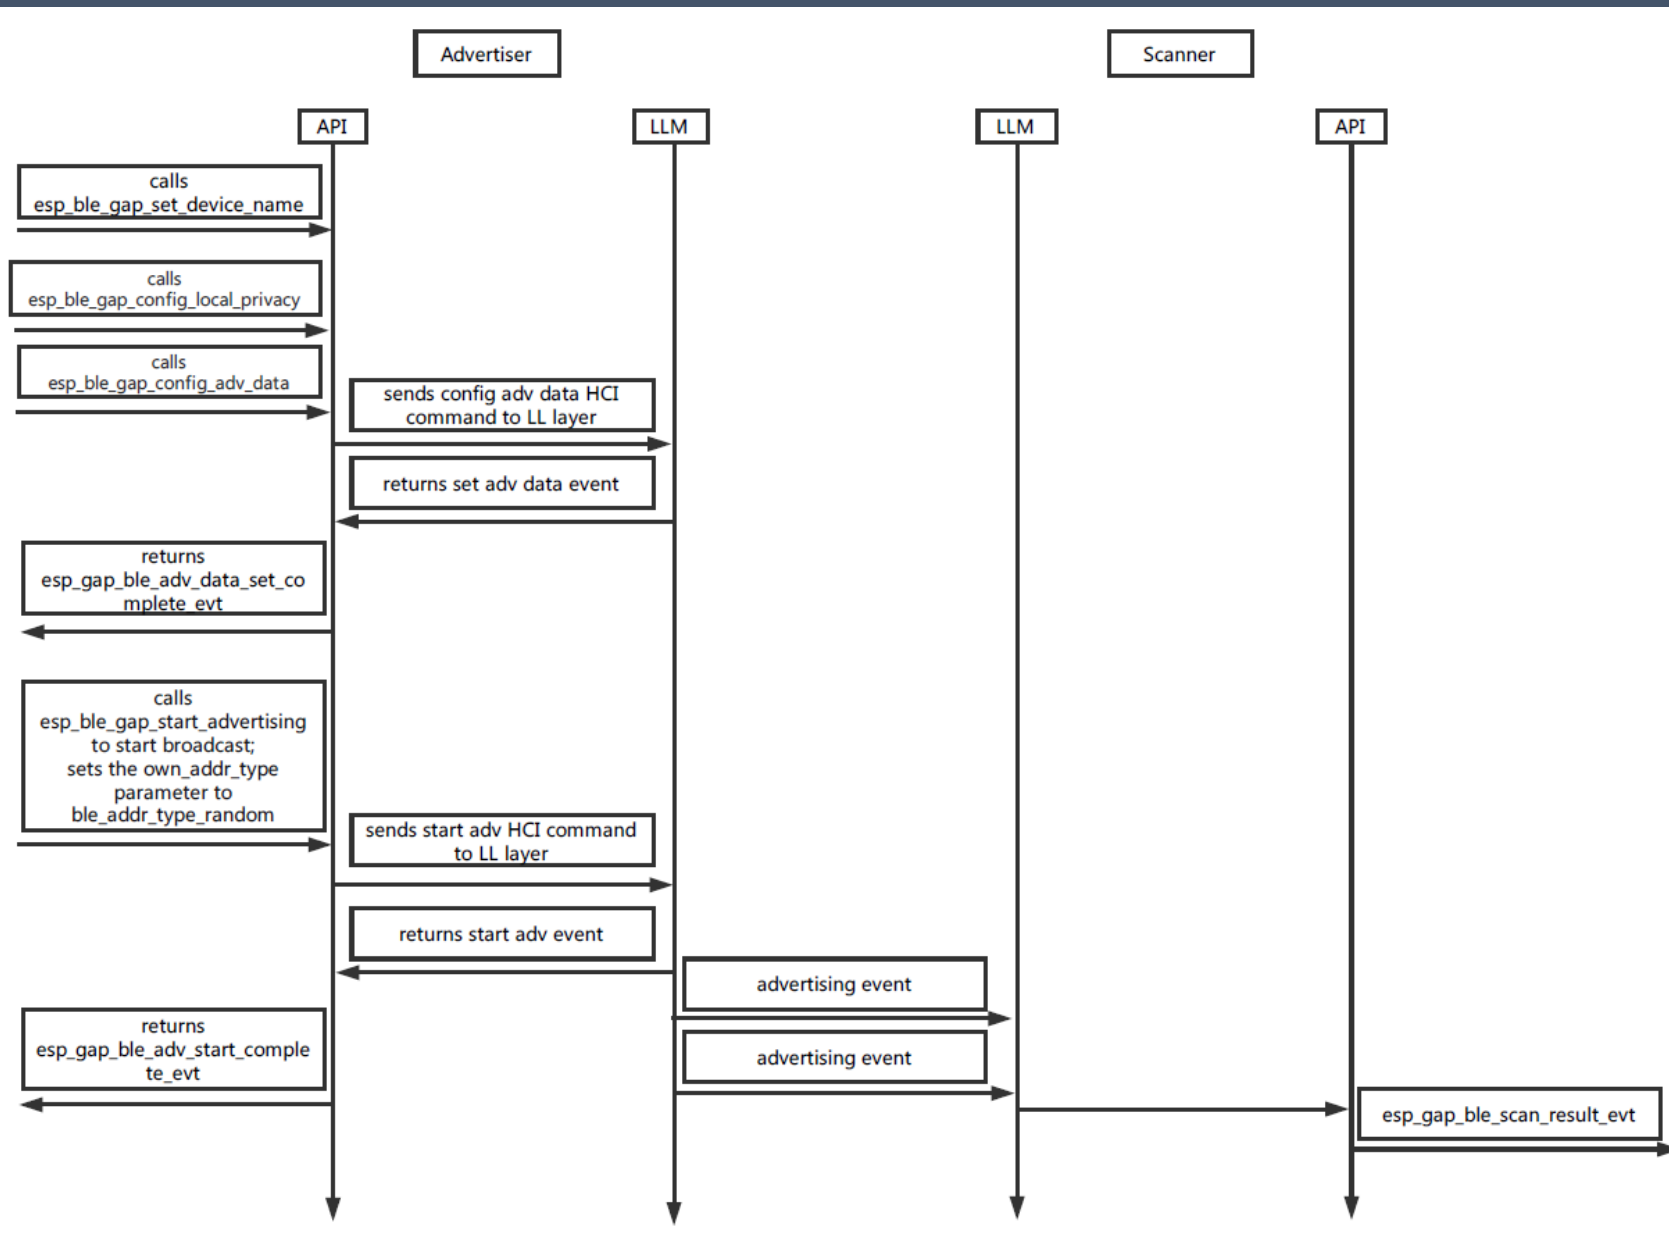 Advertiser
Scanner
API
LLM
LLM
API
calls
esp_ble_gap_set_device_name
calls
esp_ble_gap_config_local_privacy
calls
esp_ble_gap_config_adv_data
sends config adv data HCI
command to LL layer
returns set adv data event
returns
esp_gap_ble_adv_data_set_co
mplete_evt
calls
esp_ble_gap_start_advertising
to start broadcast;
sets the own_addr_type
parameter to
ble_addr_type_random
sends start adv HCI command
to LL layer
returns start adv event
advertising event
returns
esp_gap_ble_adv_start_comple
te_evt
advertising event
esp_gap_ble_scan_result_evt